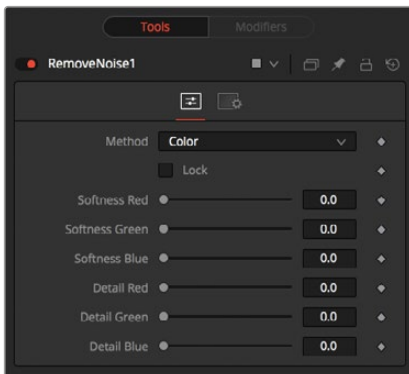 Tools Modifiers
RemoveNoise1
Method Color
Lock
Softness Red 0.0
Softness Green 0.0
Softness Blue 0.0
Detail Red 0.0
Detail Green 0.0
Detail Blue 0.0